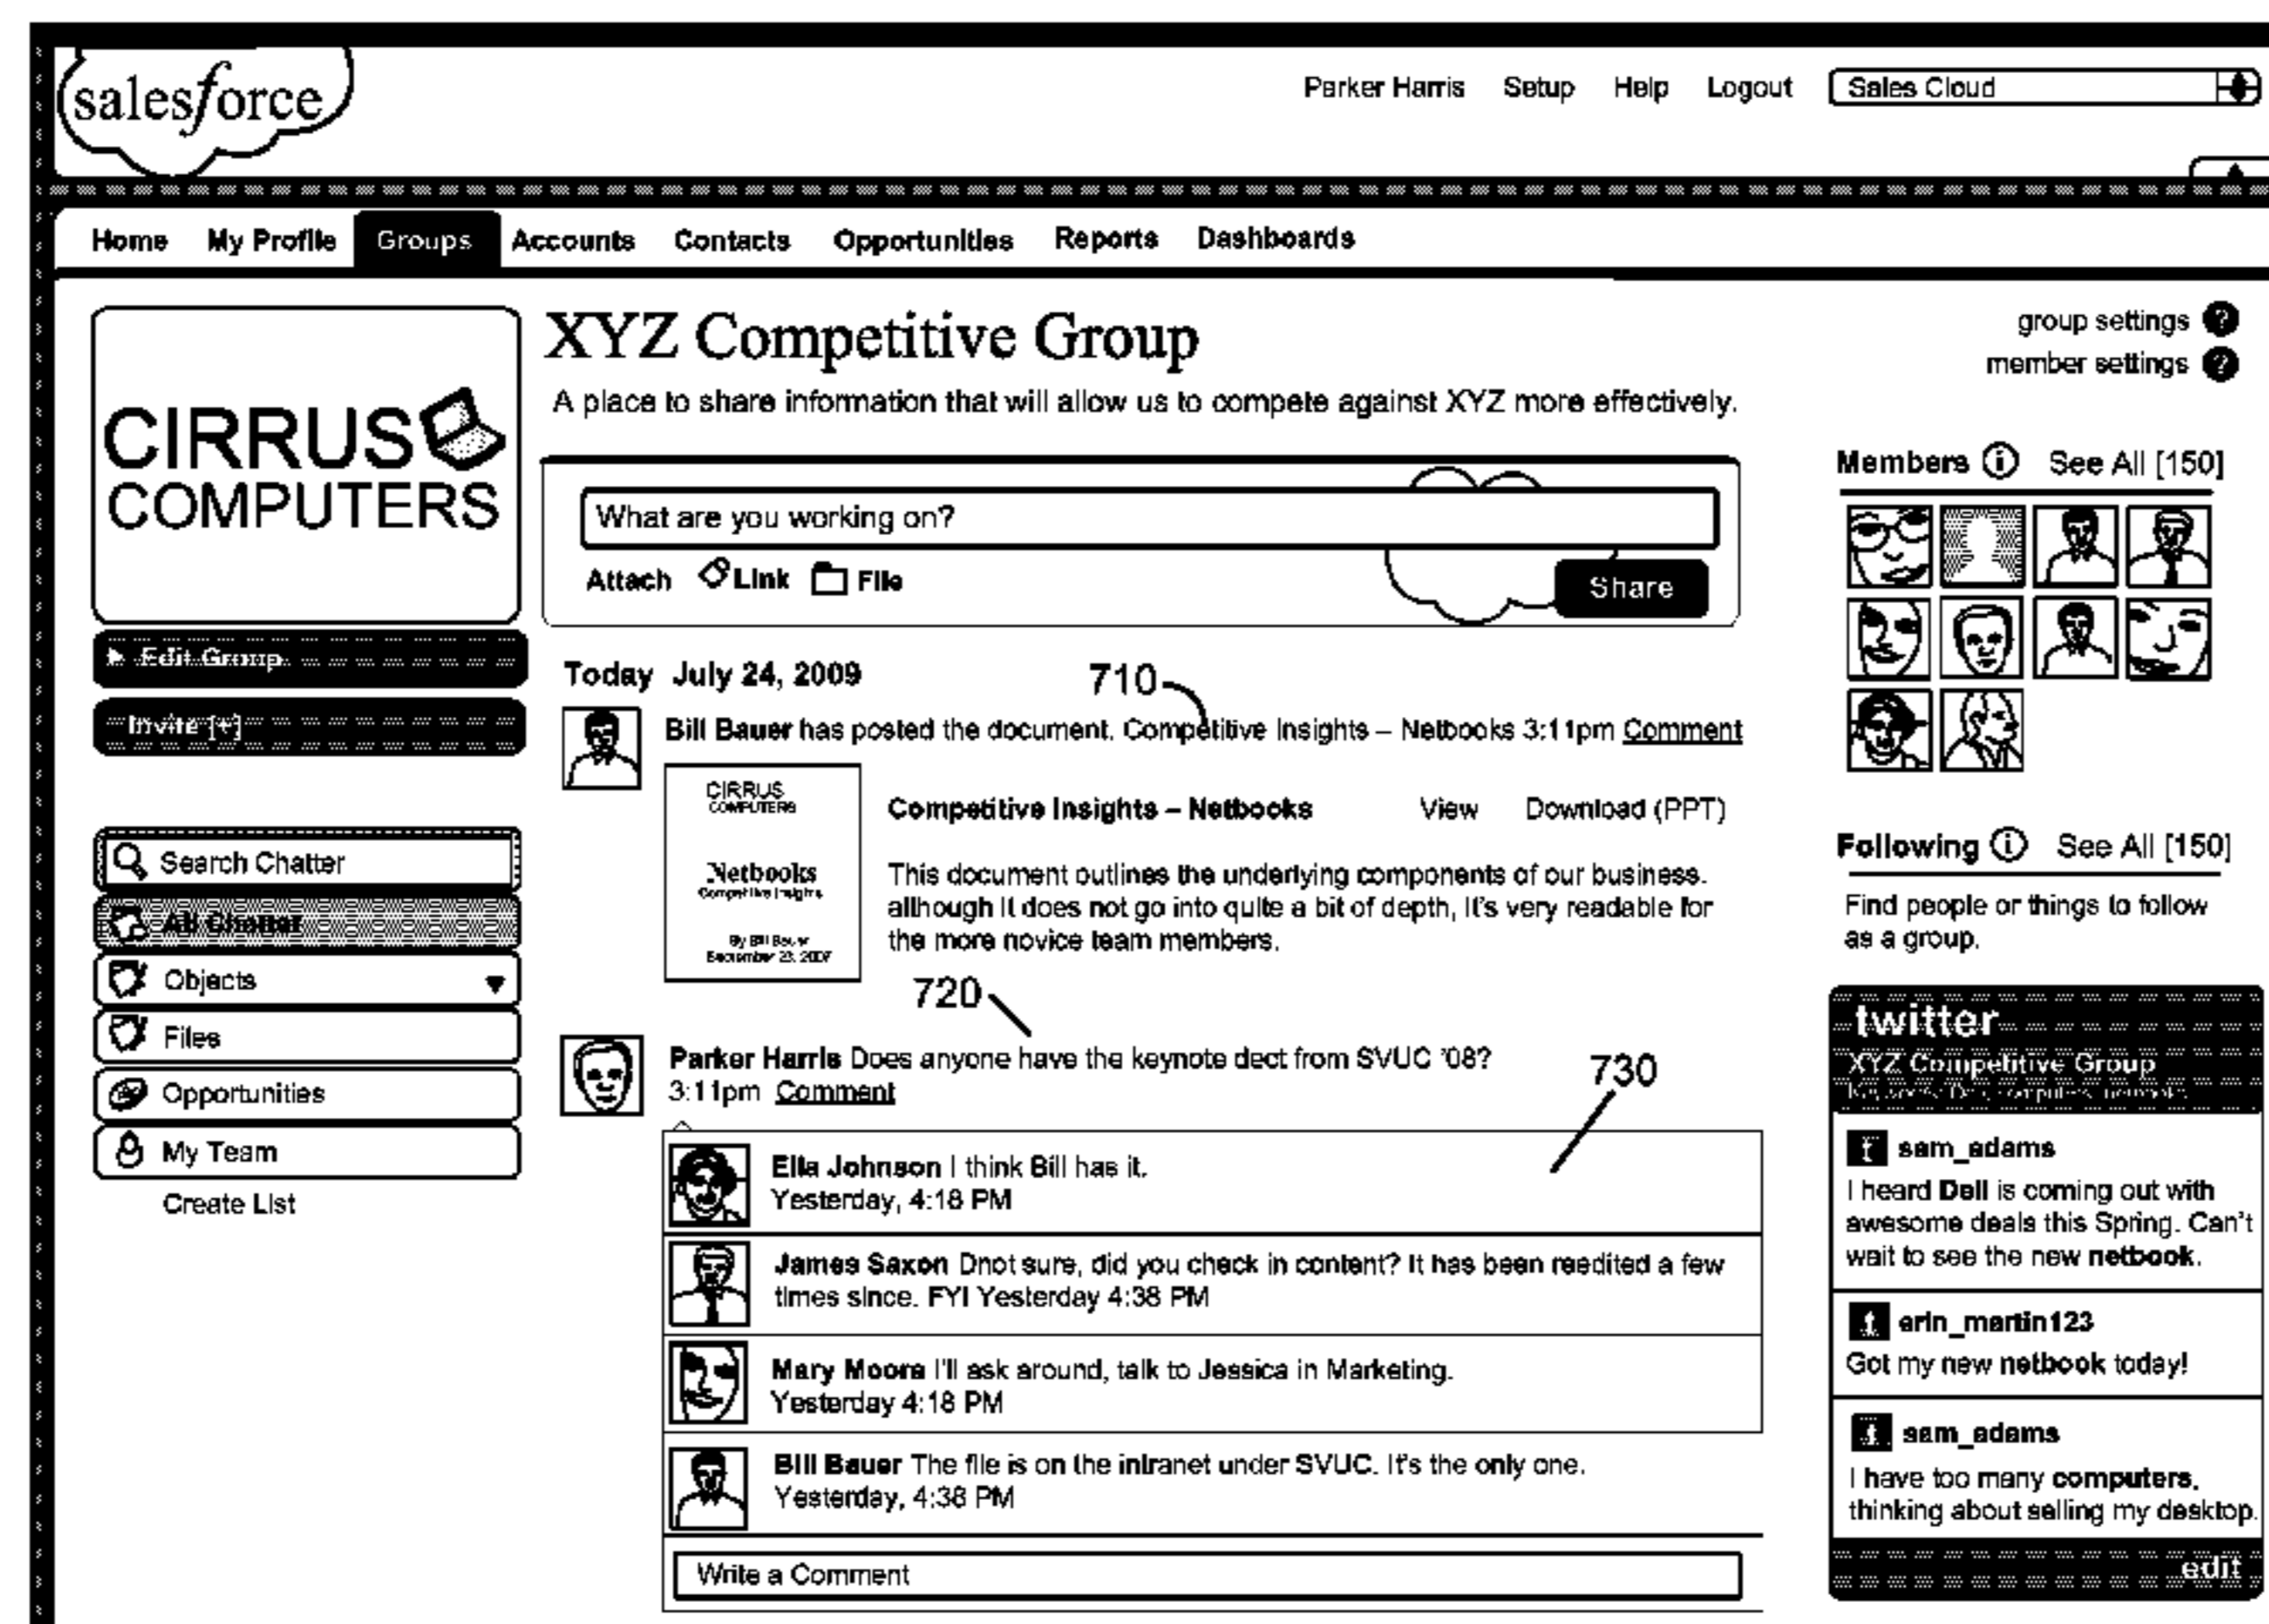 salesforce
Parker Harris Setup Help Logout Sales Cloud
Home My Profile Groups Accounts Contacts Opportunities Reports Dashboards
CIRRUS
COMPUTERS
Edit Group
Invite [+]
Search Chatter
All Chatter
Objects
Files
Opportunities
My Team
Create List
XYZ Competitive Group
A place to share information that will allow us to compete against XYZ more effectively.
What are you working on?
Attach Link File
Share
Today July 24, 2009
710
Bill Bauer has posted the document. Competitive Insights – Netbooks 3:11pm Comment
CIRRUS
COMPUTERS
Netbooks
Competitive Insights
By Bill Bauer
September 23, 2007
Competitive Insights – Netbooks View Download (PPT)
This document outlines the underlying components of our business.
although it does not go into quite a bit of depth, it's very readable for
the more novice team members.
720
Parker Harris Does anyone have the keynote dect from SVUC '08?
3:11pm Comment
730
Ella Johnson I think Bill has it.
Yesterday, 4:18 PM
James Saxon Dnot sure, did you check in content? It has been reedited a few
times since. FYI Yesterday 4:38 PM
Mary Moore I'll ask around, talk to Jessica in Marketing.
Yesterday 4:18 PM
Bill Bauer The file is on the intranet under SVUC. It's the only one.
Yesterday, 4:38 PM
Write a Comment
group settings ?
member settings ?
Members i See All [150]
Following i See All [150]
Find people or things to follow
as a group.
twitter
XYZ Competitive Group
t sam_adams
I heard Dell is coming out with
awesome deals this Spring. Can't
wait to see the new netbook.
t erin_martin123
Got my new netbook today!
t sam_adams
I have too many computers,
thinking about selling my desktop.
edit